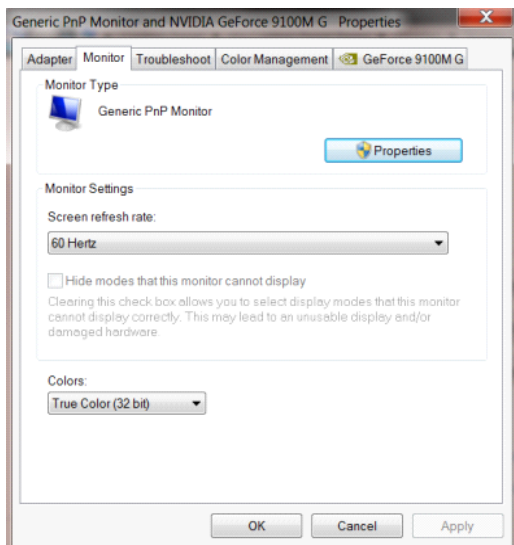 Generic PnP Monitor and NVIDIA GeForce 9100M G Properties
Adapter Monitor Troubleshoot Color Management GeForce 9100M G
Monitor Type
Generic PnP Monitor
Properties
Monitor Settings
Screen refresh rate:
60 Hertz
Hide modes that this monitor cannot display
Clearing this check box allows you to select display modes that this monitor
cannot display correctly. This may lead to an unusable display and/or
damaged hardware.
Colors:
True Color (32 bit)
OK Cancel Apply